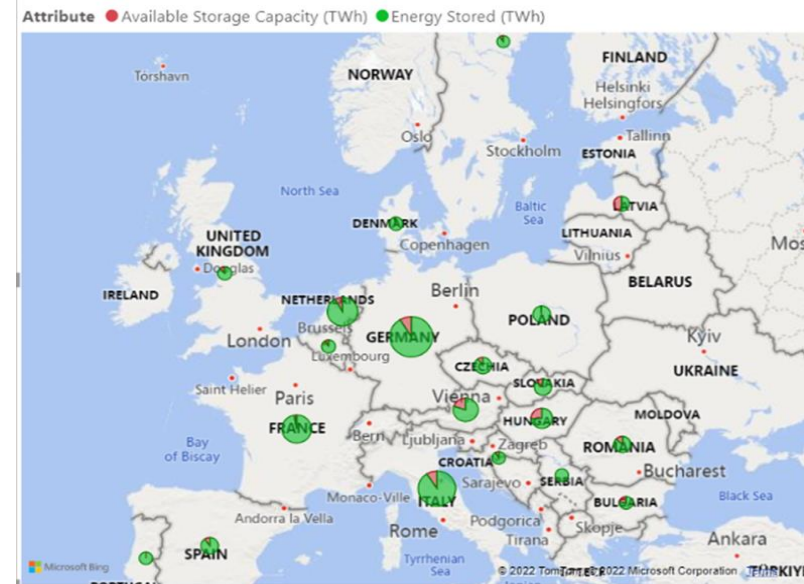 Attribute Available Storage Capacity (TWh) Energy Stored (TWh)
FINLAND
Tórshavn
NORWAY
Helsinki
Helsingfors
Oslo
Tallinn
Stockholm
ESTONIA
North Sea
Baltic
Sea
LATVIA
DENMARK
UNITED
KINGDOM
LITHUANIA
Copenhagen
Mos
Vilnius
Douglas
BELARUS
IRELAND
NETHERLANDS
Berlin
POLAND
Brussels
GERMANY
London
Kyiv
Luxembourg
CZECHIA
UKRAINE
SLOVAKIA
Saint Helier
Paris
Vienna
MOLDOVA
HUNGARY
FRANCE
Bern
Ljubljana
Zagreb
ROMANIA
Bay
of Biscay
CROATIA
Bucharest
Sarajevo
SERBIA
Monaco-Ville
ITALY
Black Sea
BULGARIA
Andorra la Vella
Podgorica
Skopje
Rome
Tirana
Ankara
SPAIN
Tyrrhenian
Sea
Microsoft Bing
© 2022 TomTom, © 2022 Microsoft Corporation